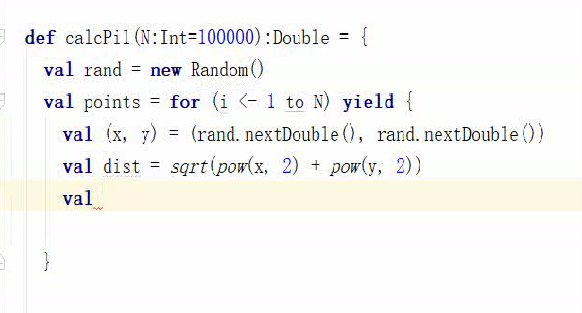 def calcPi1(N:Int=100000):Double = {
val rand = new Random()
val points = for (i <- 1 to N) yield {
val (x, y) = (rand.nextDouble(), rand.nextDouble())
val dist = sqrt(pow(x, 2) + pow(y, 2))
val
}